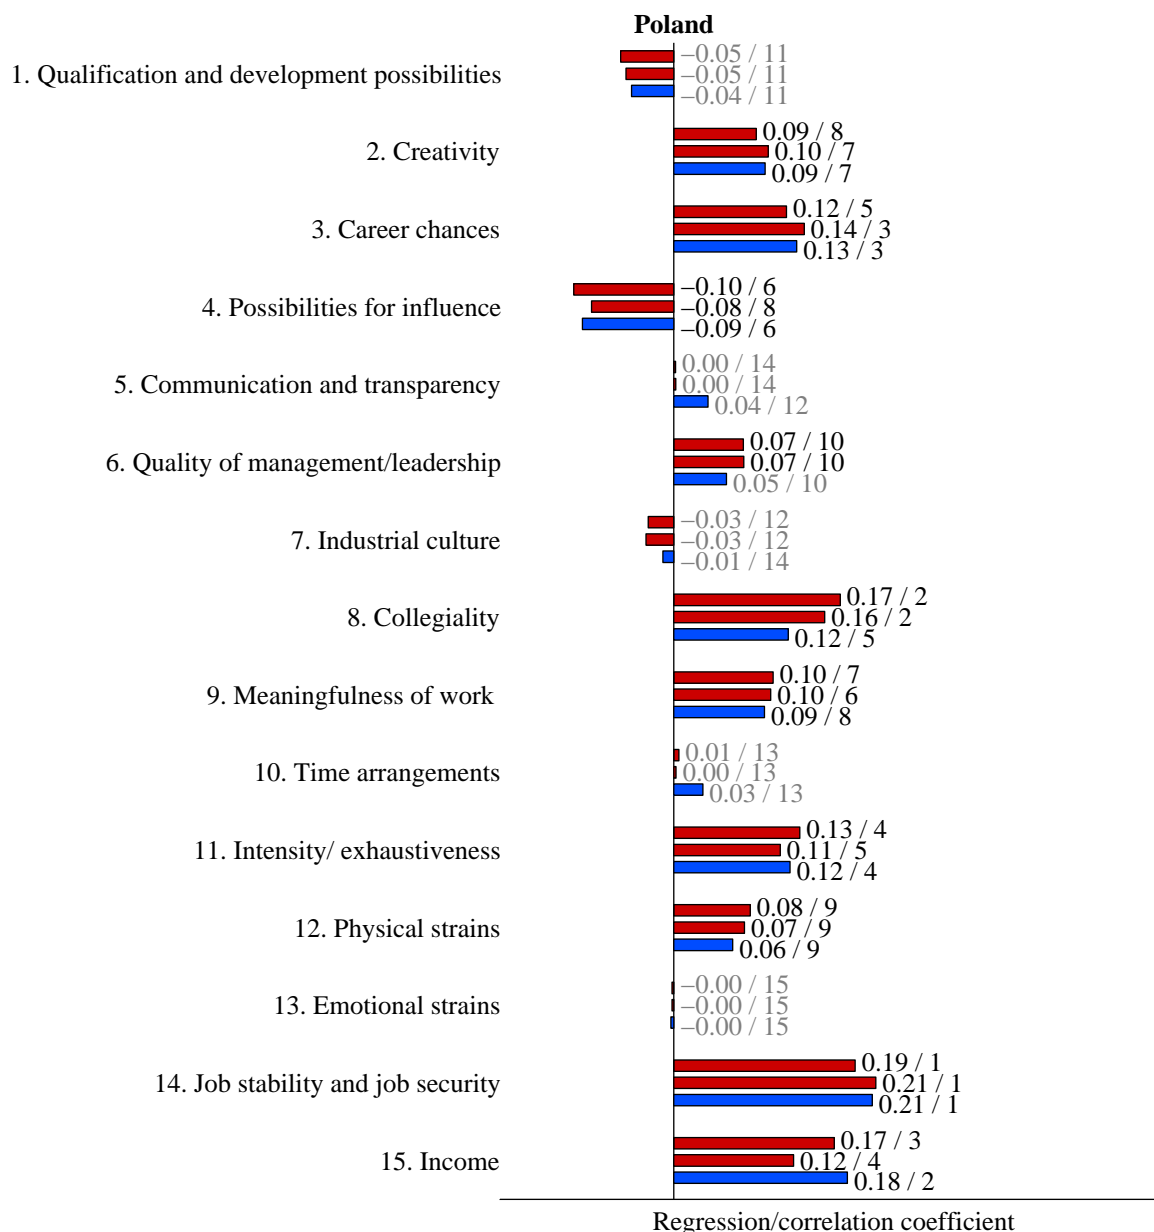 Poland
1. Qualification and development possibilities
–0.05 / 11
–0.05 / 11
–0.04 / 11
2. Creativity
0.09 / 8
0.10 / 7
0.09 / 7
3. Career chances
0.12 / 5
0.14 / 3
0.13 / 3
4. Possibilities for influence
–0.10 / 6
–0.08 / 8
–0.09 / 6
5. Communication and transparency
0.00 / 14
0.00 / 14
0.04 / 12
6. Quality of management/leadership
0.07 / 10
0.07 / 10
0.05 / 10
7. Industrial culture
–0.03 / 12
–0.03 / 12
–0.01 / 14
8. Collegiality
0.17 / 2
0.16 / 2
0.12 / 5
9. Meaningfulness of work
0.10 / 7
0.10 / 6
0.09 / 8
10. Time arrangements
0.01 / 13
0.00 / 13
0.03 / 13
11. Intensity/ exhaustiveness
0.13 / 4
0.11 / 5
0.12 / 4
12. Physical strains
0.08 / 9
0.07 / 9
0.06 / 9
13. Emotional strains
–0.00 / 15
–0.00 / 15
–0.00 / 15
14. Job stability and job security
0.19 / 1
0.21 / 1
0.21 / 1
15. Income
0.17 / 3
0.12 / 4
0.18 / 2
Regression/correlation coefficient